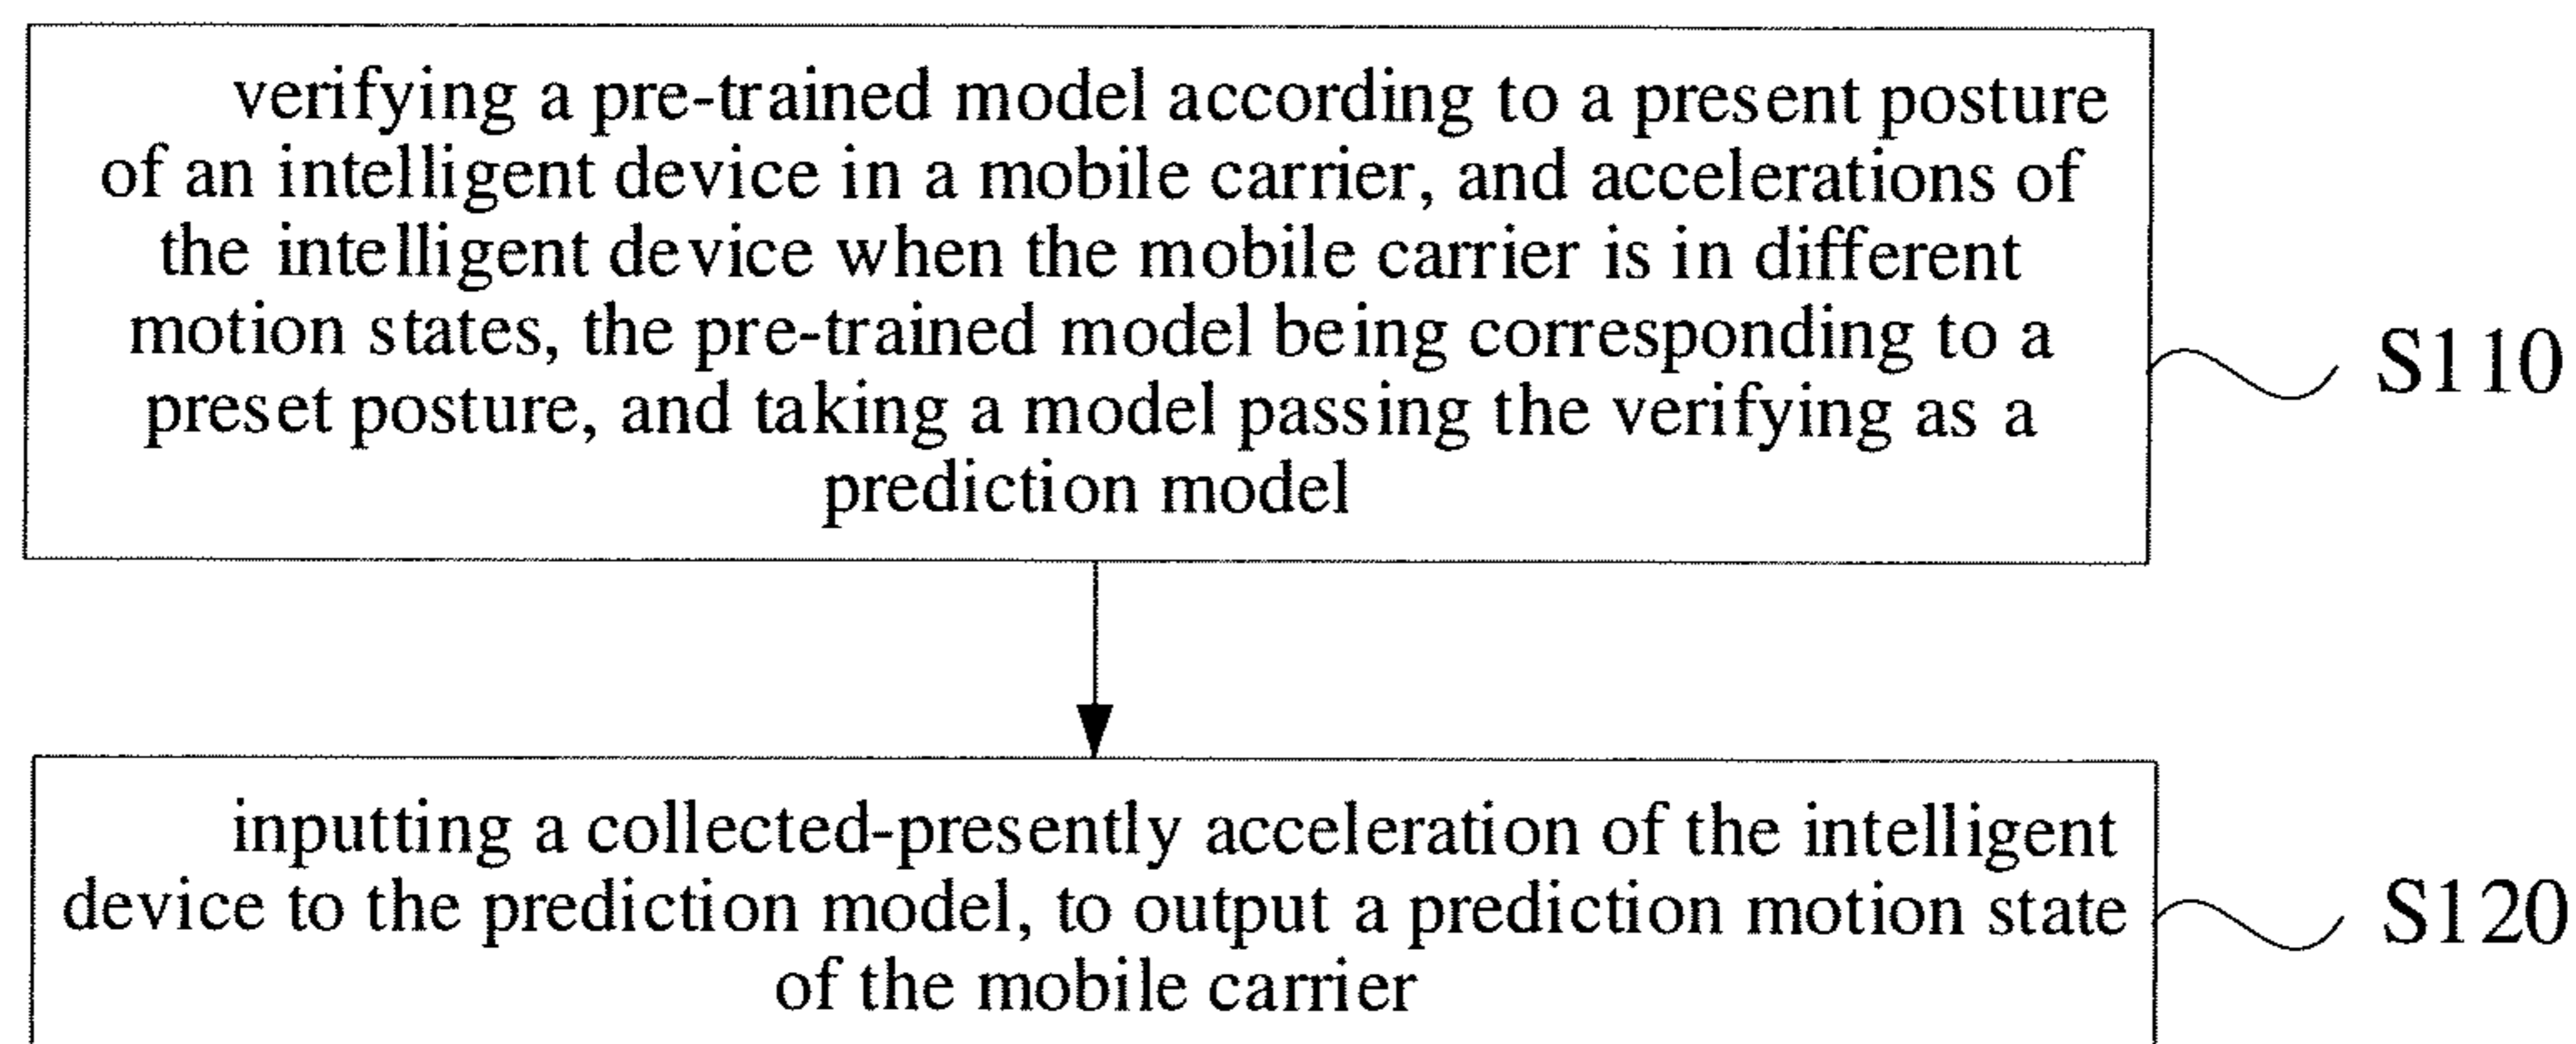 verifying a pre-trained model according to a present posture
of an intelligent device in a mobile carrier, and accelerations of
the intelligent device when the mobile carrier is in different
motion states, the pre-trained model being corresponding to a
preset posture, and taking a model passing the verifying as a
prediction model
S110
inputting a collected-presently acceleration of the intelligent
device to the prediction model, to output a prediction motion state
of the mobile carrier
S120